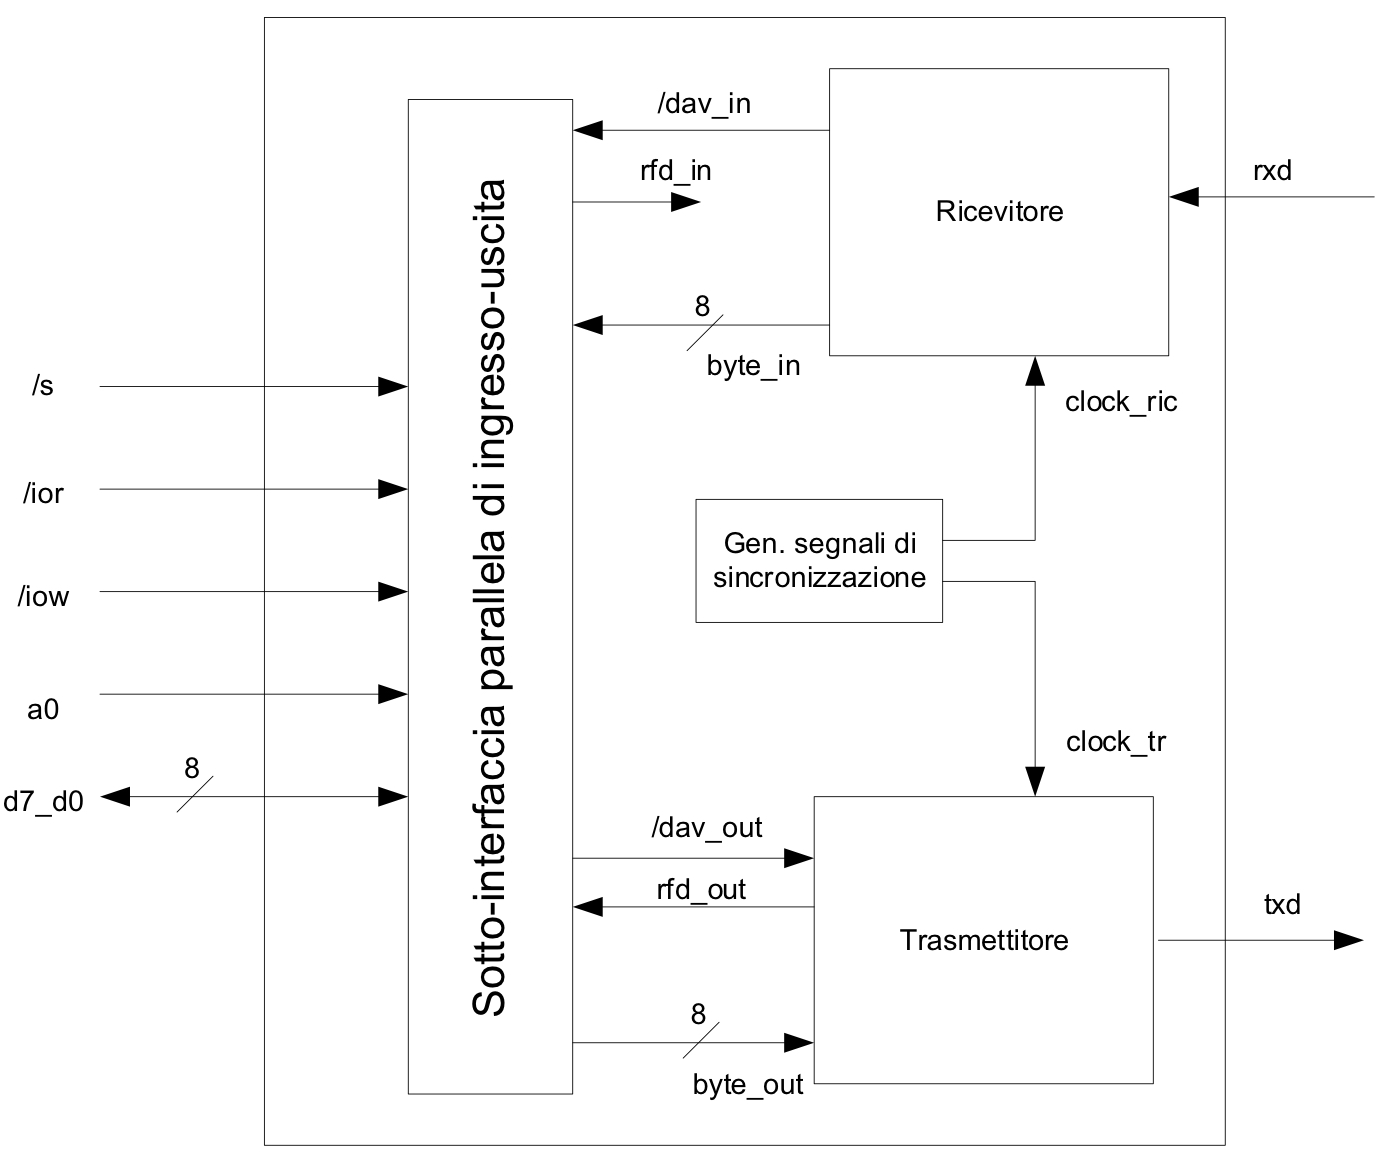 /s
/ior
/iow
a0
8
d7_d0
Sotto-interfaccia parallela di ingresso-uscita
/dav_in
rfd_in
8
byte_in
Ricevitore
rxd
clock_ric
Gen. segnali di
sincronizzazione
clock_tr
/dav_out
rfd_out
8
byte_out
Trasmettitore
txd